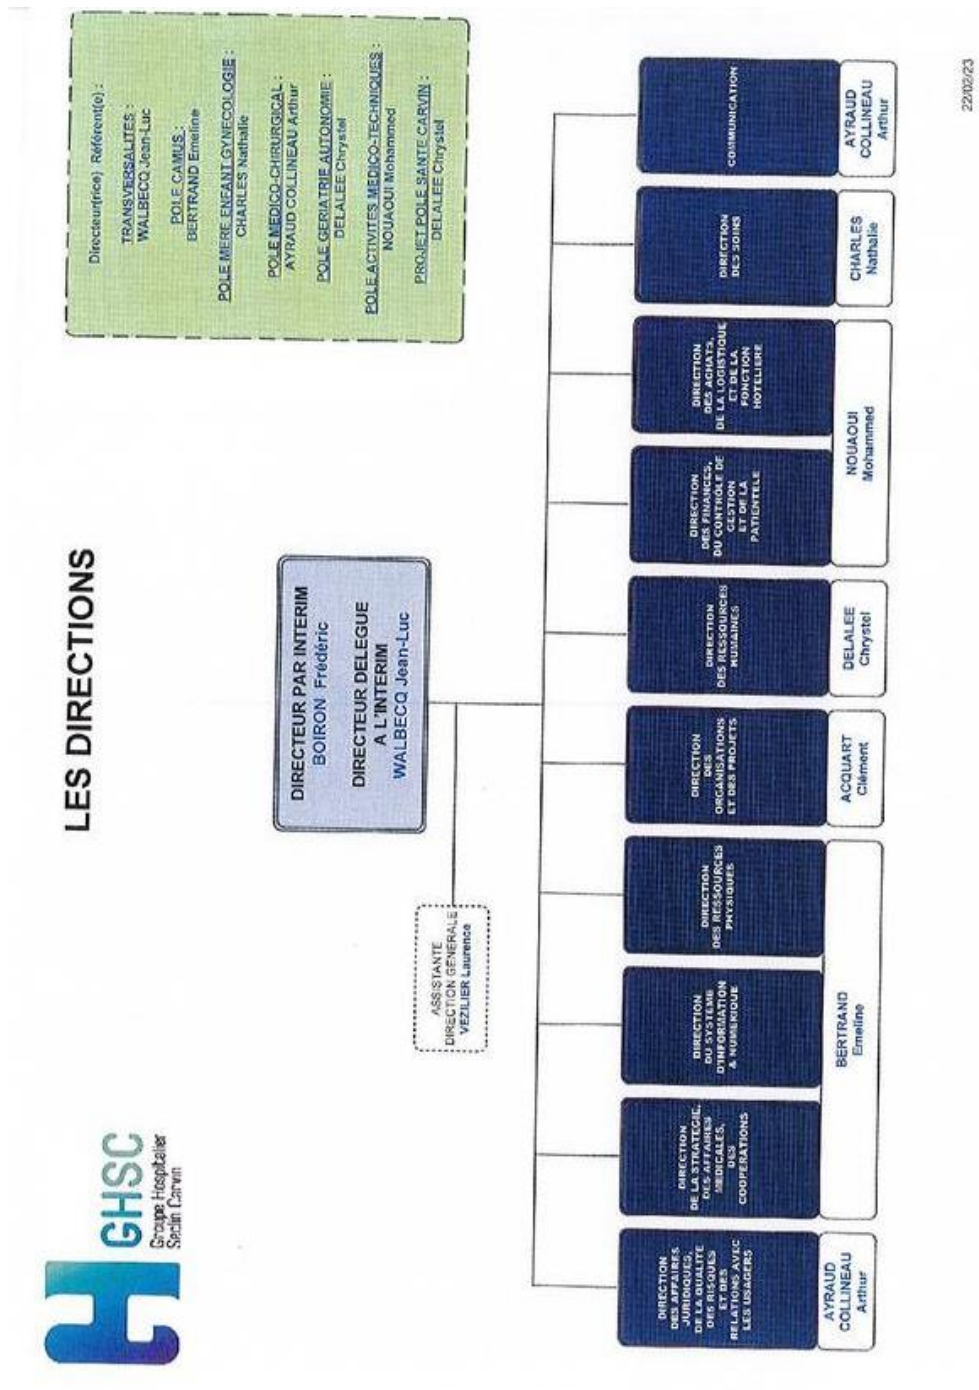 GHSC
Groupe Hospitalier
Seclin Carvin
LES DIRECTIONS
Directeur(rice) Référent(e) :
TRANSVERSALITES :
WALBECQ Jean-Luc
POLE CAMUS :
BERTRAND Emeline
POLE MERE ENFANT GYNECOLOGIE :
CHARLES Nathalie
POLE MEDICO-CHIRURGICAL :
AYRAUD COLLINEAU Arthur
POLE GERIATRIE AUTONOMIE :
DELALEE Chrystel
POLE ACTIVITES MEDICO-TECHNIQUES :
NOUAOUI Mohammed
PROJET POLE SANTE CARVIN :
DELALEE Chrystel
DIRECTEUR PAR INTERIM
BOIRON Frédéric
DIRECTEUR DELEGUE
A L'INTERIM
WALBECQ Jean-Luc
ASSISTANTE
DIRECTION GENERALE
VEZILIER Laurence
DIRECTION
DES AFFAIRES
JURIDIQUES,
DE LA QUALITE
DES RISQUES
ET DES
RELATIONS AVEC
LES USAGERS
AYRAUD
COLLINEAU
Arthur
DIRECTION
DE LA STRATEGIE,
DES AFFAIRES
MEDICALES,
DES
COOPERATIONS
DIRECTION
DU SYSTEME
D'INFORMATION
& NUMERIQUE
DIRECTION
DES RESSOURCES
PHYSIQUES
BERTRAND
Emeline
DIRECTION
DES
ORGANISATIONS
ET DES PROJETS
ACQUART
Clément
DIRECTION
DES RESSOURCES
HUMAINES
DELALEE
Chrystel
DIRECTION
DES FINANCES,
DU CONTRÔLE DE
GESTION
ET DE LA
PATIENTELE
DIRECTION
DES ACHATS,
DE LA LOGISTIQUE
ET DE LA
FONCTION
HOTELIERE
NOUAOUI
Mohammed
DIRECTION
DES SOINS
CHARLES
Nathalie
COMMUNICATION
AYRAUD
COLLINEAU
Arthur
22/02/23